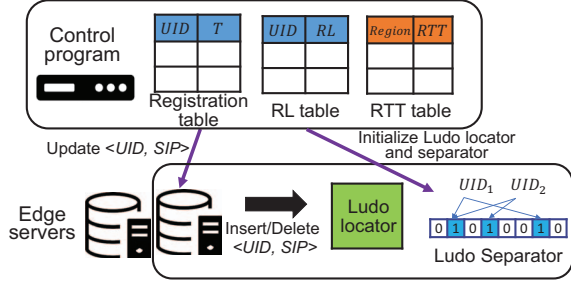 Control
program
UID T
UID RL
Region RTT
Registration
table
RL table
RTT table
Update <UID, SIP>
Initialize Ludo locator
and separator
Edge
servers
Insert/Delete
<UID, SIP>
Ludo
locator
UID₁ UID₂
0 1 0 1 0 0 1 0
Ludo Separator